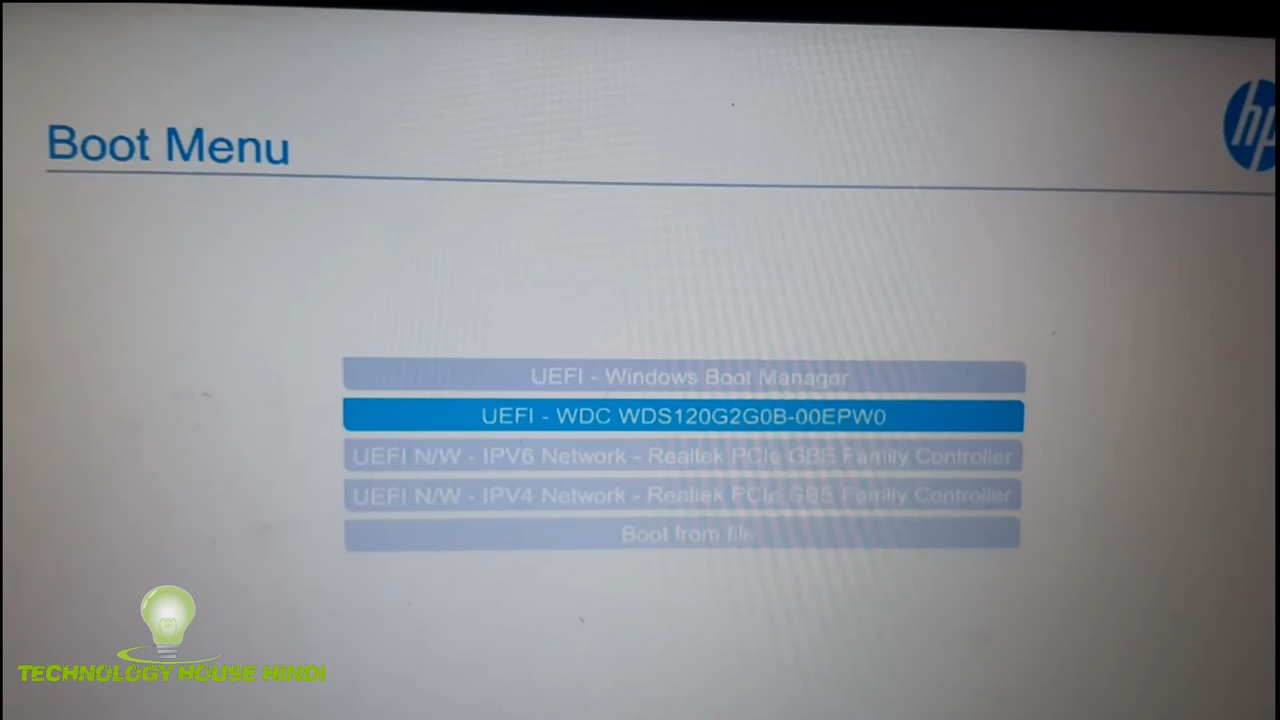 hp
Boot Menu
UEFI - Windows Boot Manager
UEFI - WDC WDS120G2G0B-00EPW0
UEFI N/W - IPV6 Network - Realtek PCIe GBE Family Controller
UEFI N/W - IPV4 Network - Realtek PCIe GBE Family Controller
Boot from file
TECHNOLOGY HOUSE HINDI